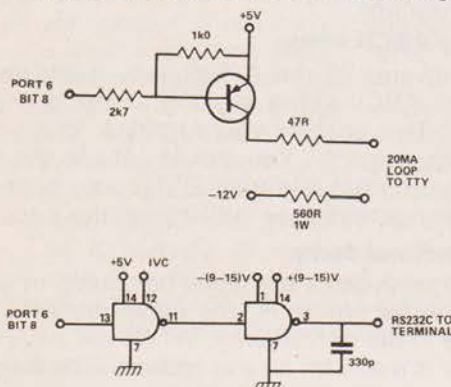 +5V
1k0
PORT 6
BIT 8
2k7
47R
20MA
LOOP
TO TTY
−12V
560R
1W
+5V IVC
−(9–15)V +(9–15)V
14 12
1 14
PORT 6
BIT 8
13
11
2
3
RS232C TO
TERMINAL
7
7
330p